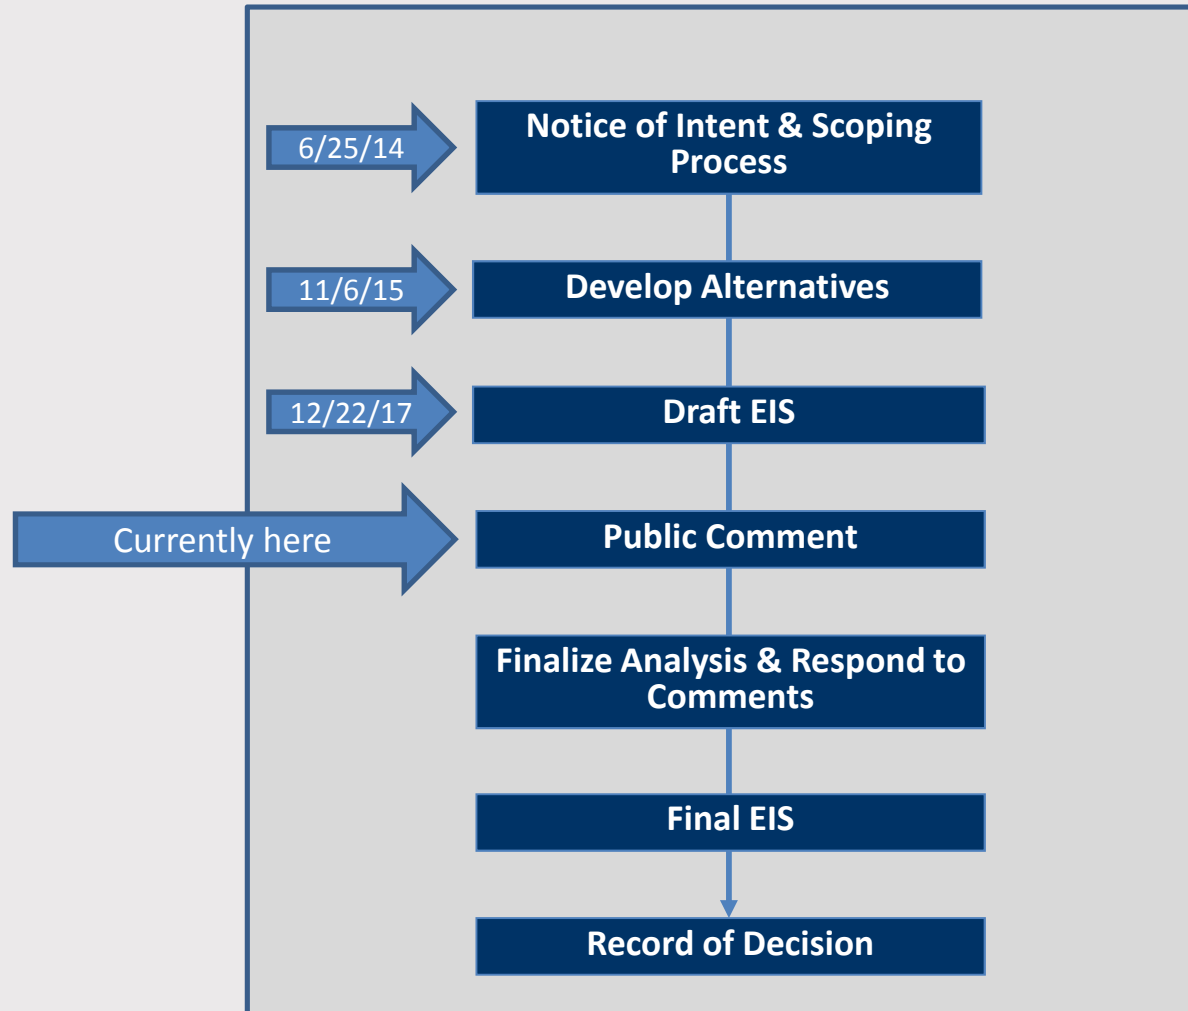 6/25/14
Notice of Intent & Scoping
Process
11/6/15
Develop Alternatives
12/22/17
Draft EIS
Currently here
Public Comment
Finalize Analysis & Respond to
Comments
Final EIS
Record of Decision